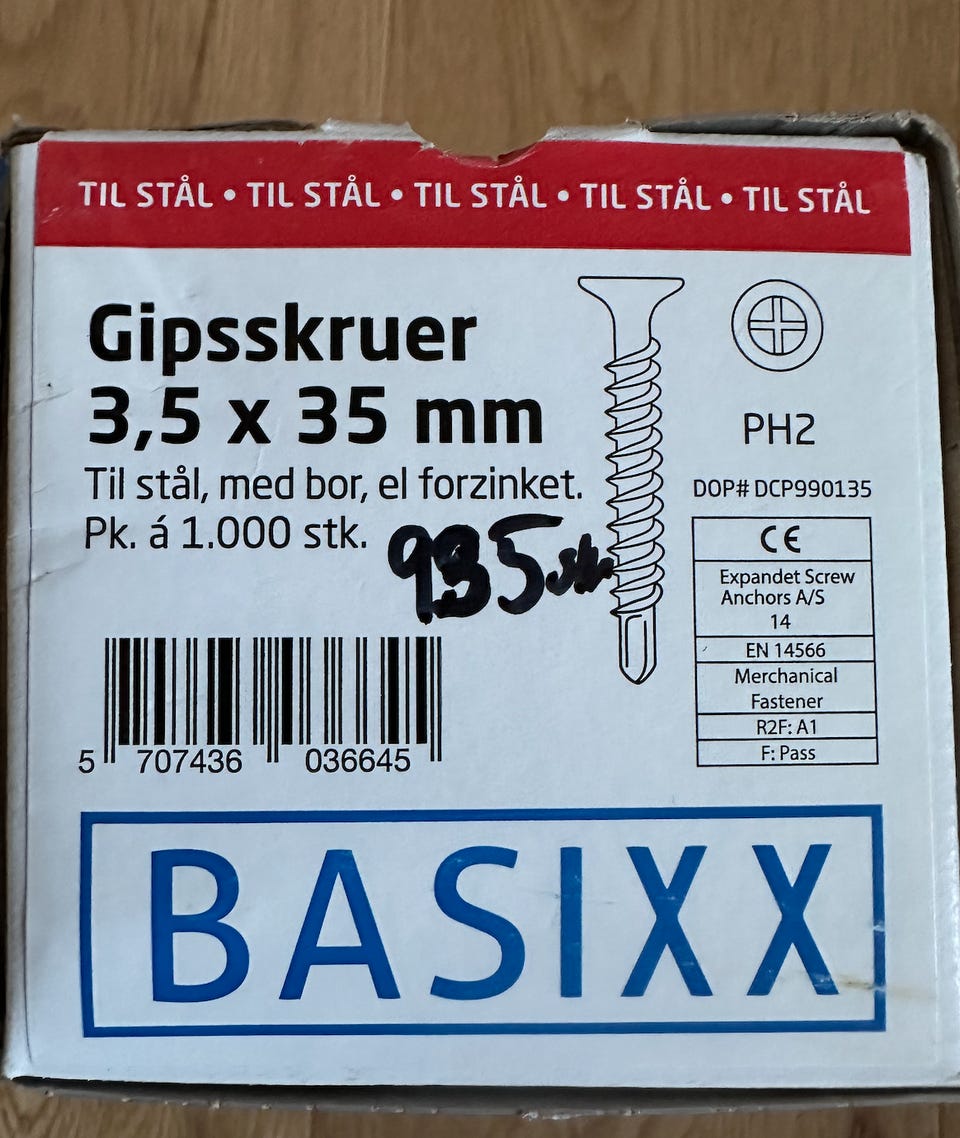 TIL STÅL • TIL STÅL • TIL STÅL • TIL STÅL • TIL STÅL
Gipsskruer
3,5 x 35 mm
Til stål, med bor, el forzinket.
Pk. á 1.000 stk.
935 stk
PH2
DOP# DCP990135
CE
Expandet Screw
Anchors A/S
14
EN 14566
Merchanical
Fastener
R2F: A1
F: Pass
5 707436 036645
BASIXX